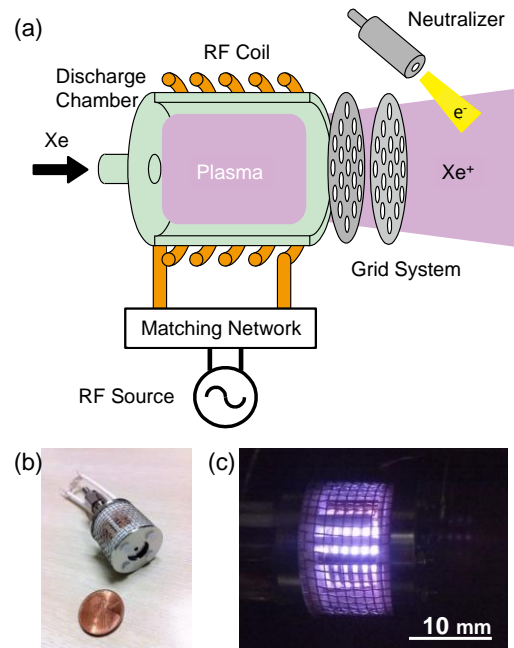 (a)
Neutralizer
RF Coil
Discharge
Chamber
e-
Xe
Plasma
Xe+
Grid System
Matching Network
RF Source
(b)
(c)
10 mm